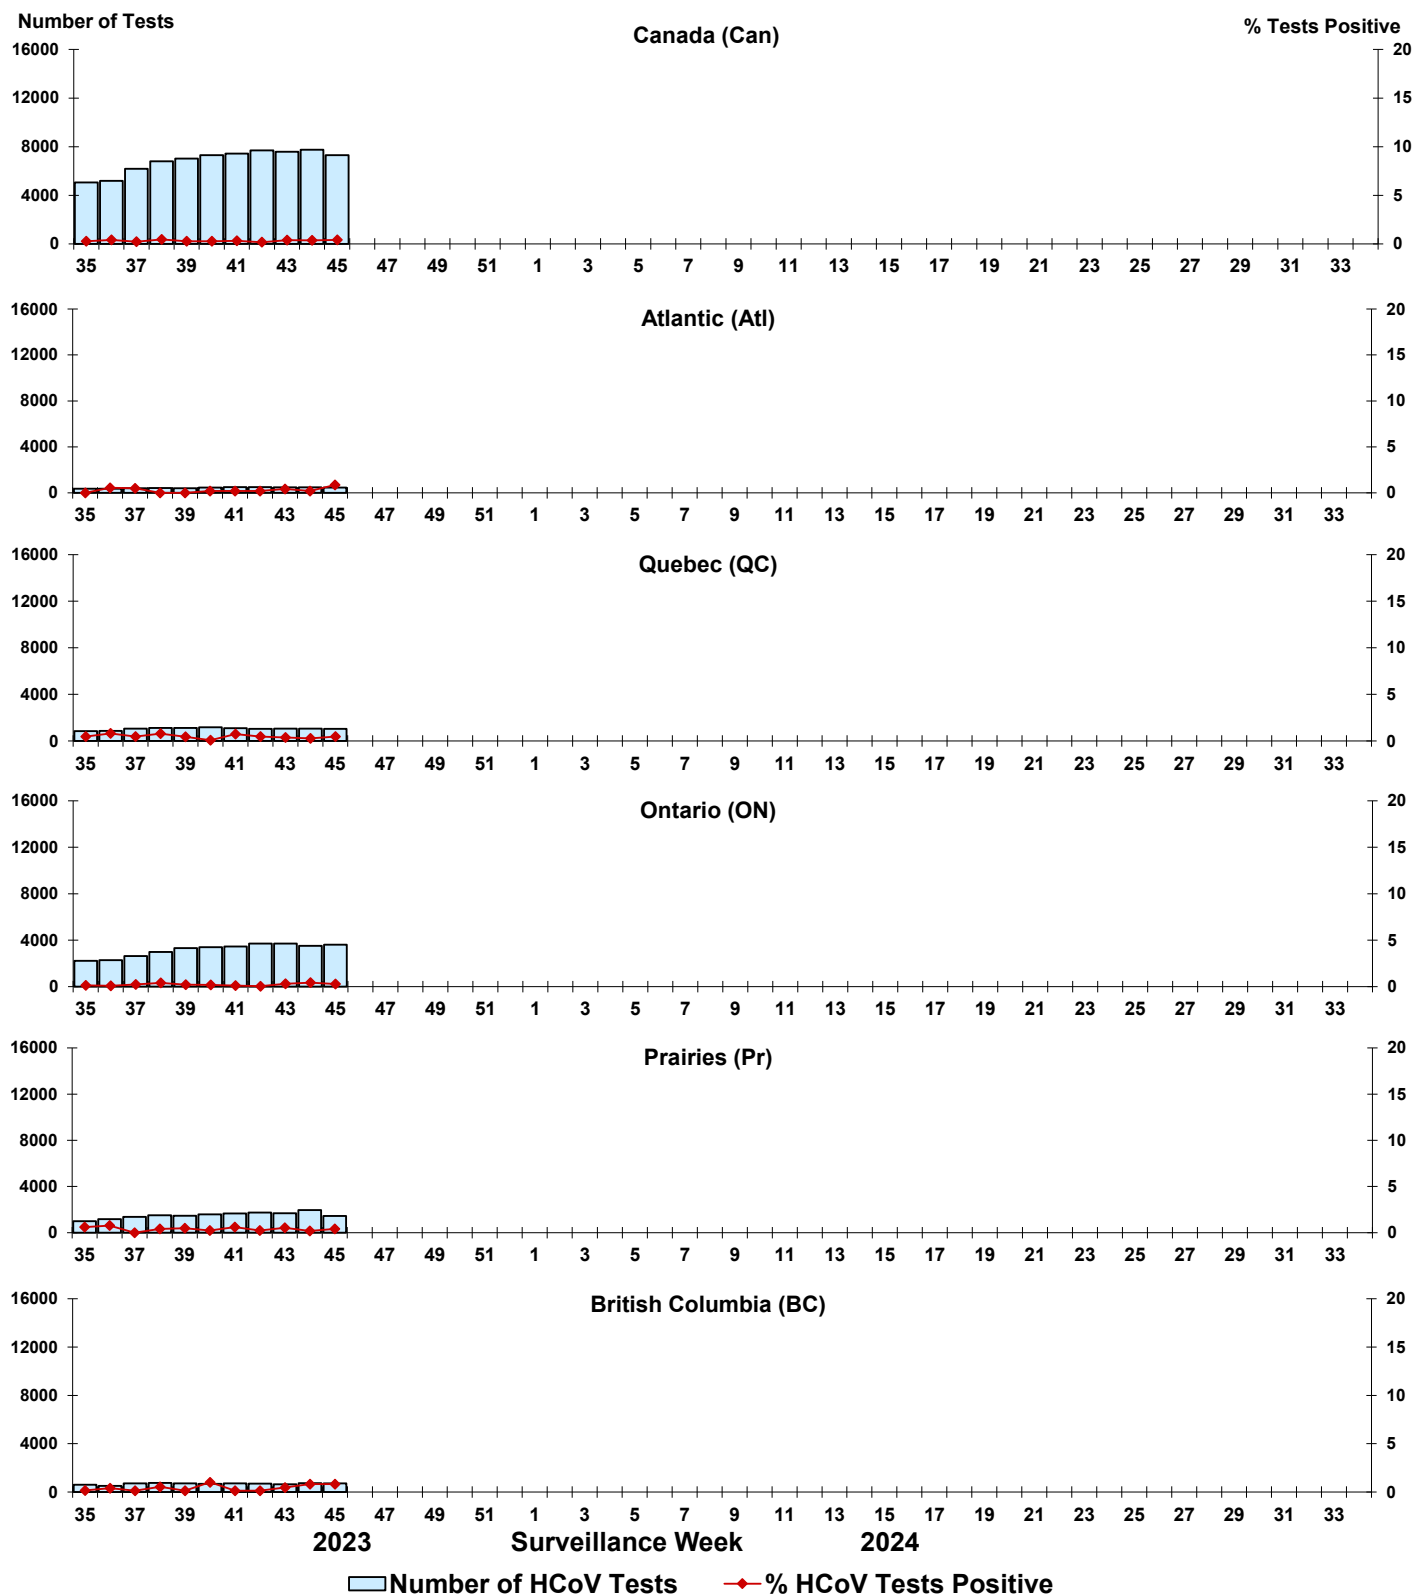 Number of Tests
Canada (Can)
% Tests Positive
16000 20
12000 15
8000 10
4000 5
0 0
35 37 39 41 43 45 47 49 51 1 3 5 7 9 11 13 15 17 19 21 23 25 27 29 31 33
Atlantic (Atl)
16000 20
12000 15
8000 10
4000 5
0 0
35 37 39 41 43 45 47 49 51 1 3 5 7 9 11 13 15 17 19 21 23 25 27 29 31 33
Quebec (QC)
16000 20
12000 15
8000 10
4000 5
0 0
35 37 39 41 43 45 47 49 51 1 3 5 7 9 11 13 15 17 19 21 23 25 27 29 31 33
Ontario (ON)
16000 20
12000 15
8000 10
4000 5
0 0
35 37 39 41 43 45 47 49 51 1 3 5 7 9 11 13 15 17 19 21 23 25 27 29 31 33
Prairies (Pr)
16000 20
12000 15
8000 10
4000 5
0 0
35 37 39 41 43 45 47 49 51 1 3 5 7 9 11 13 15 17 19 21 23 25 27 29 31 33
British Columbia (BC)
16000 20
12000 15
8000 10
4000 5
0 0
35 37 39 41 43 45 47 49 51 1 3 5 7 9 11 13 15 17 19 21 23 25 27 29 31 33
2023 Surveillance Week 2024
Number of HCoV Tests % HCoV Tests Positive